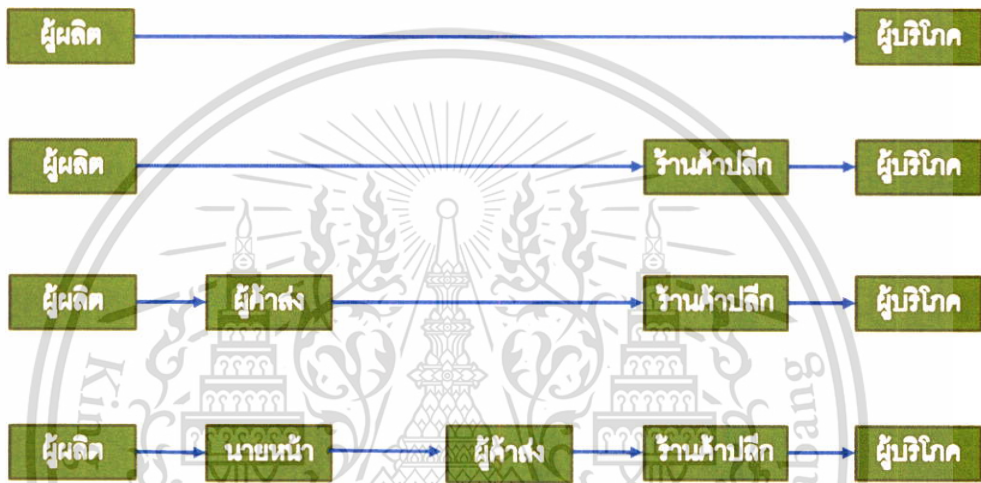 ผู้ผลิต ผู้บริโภค
ผู้ผลิต ร้านค้าปลีก ผู้บริโภค
ผู้ผลิต ผู้ค้าส่ง ร้านค้าปลีก ผู้บริโภค
ผู้ผลิต นายหน้า ผู้ค้าส่ง ร้านค้าปลีก ผู้บริโภค